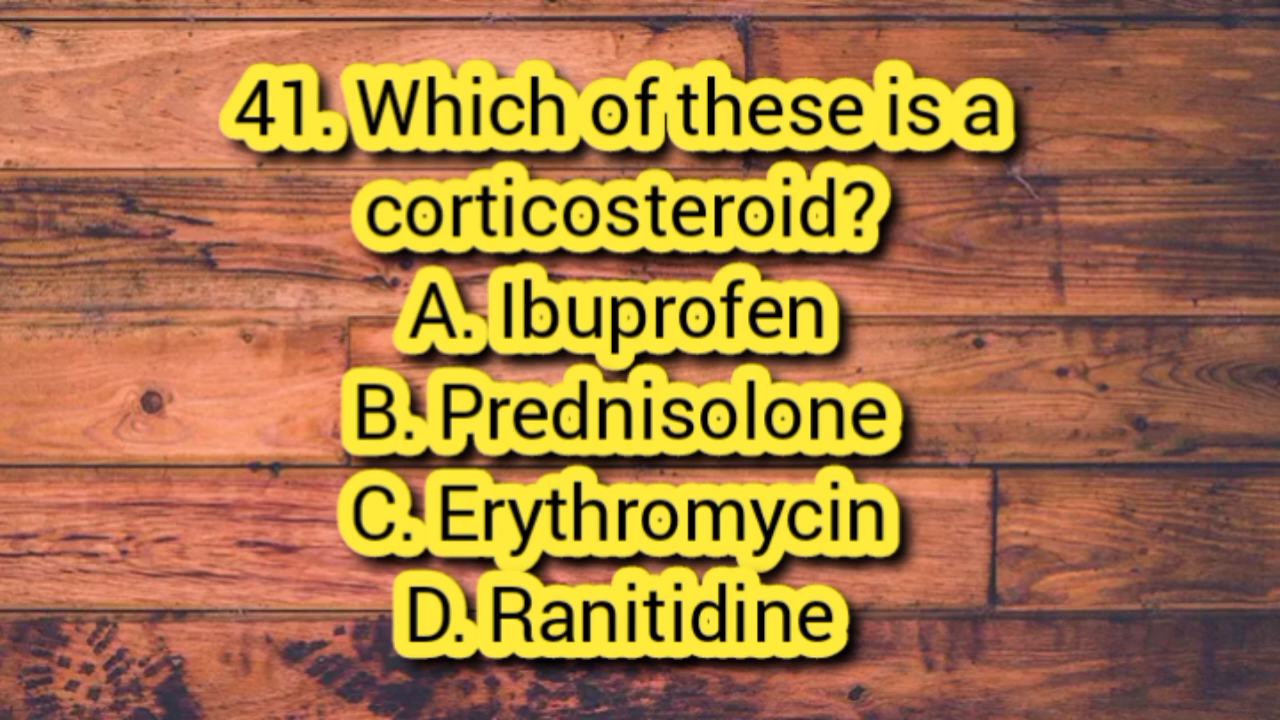 41. Which of these is a
corticosteroid?
A. Ibuprofen
B. Prednisolone
C. Erythromycin
D. Ranitidine